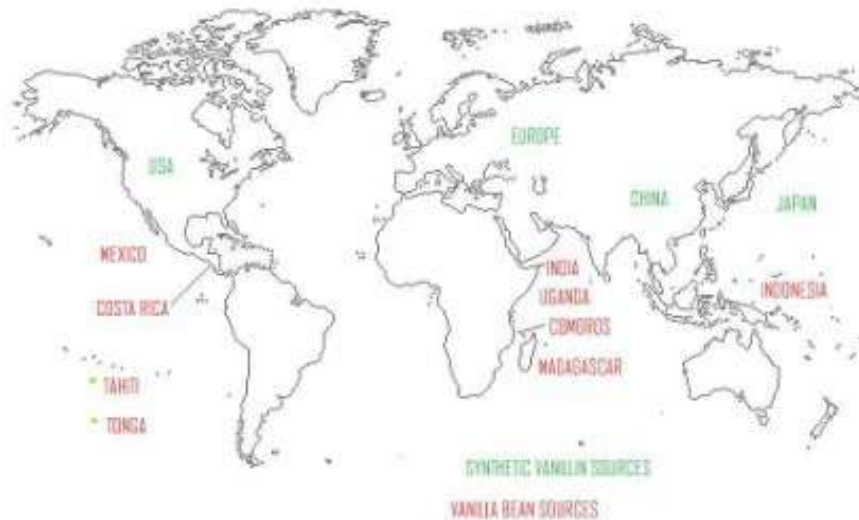 EUROPE
USA
CHINA
JAPAN
MEXICO
INDIA
INDONESIA
UGANDA
COSTA RICA
COMOROS
MADAGASCAR
TAHITI
TONGA
SYNTHETIC VANILLIN SOURCES
VANILLA BEAN SOURCES